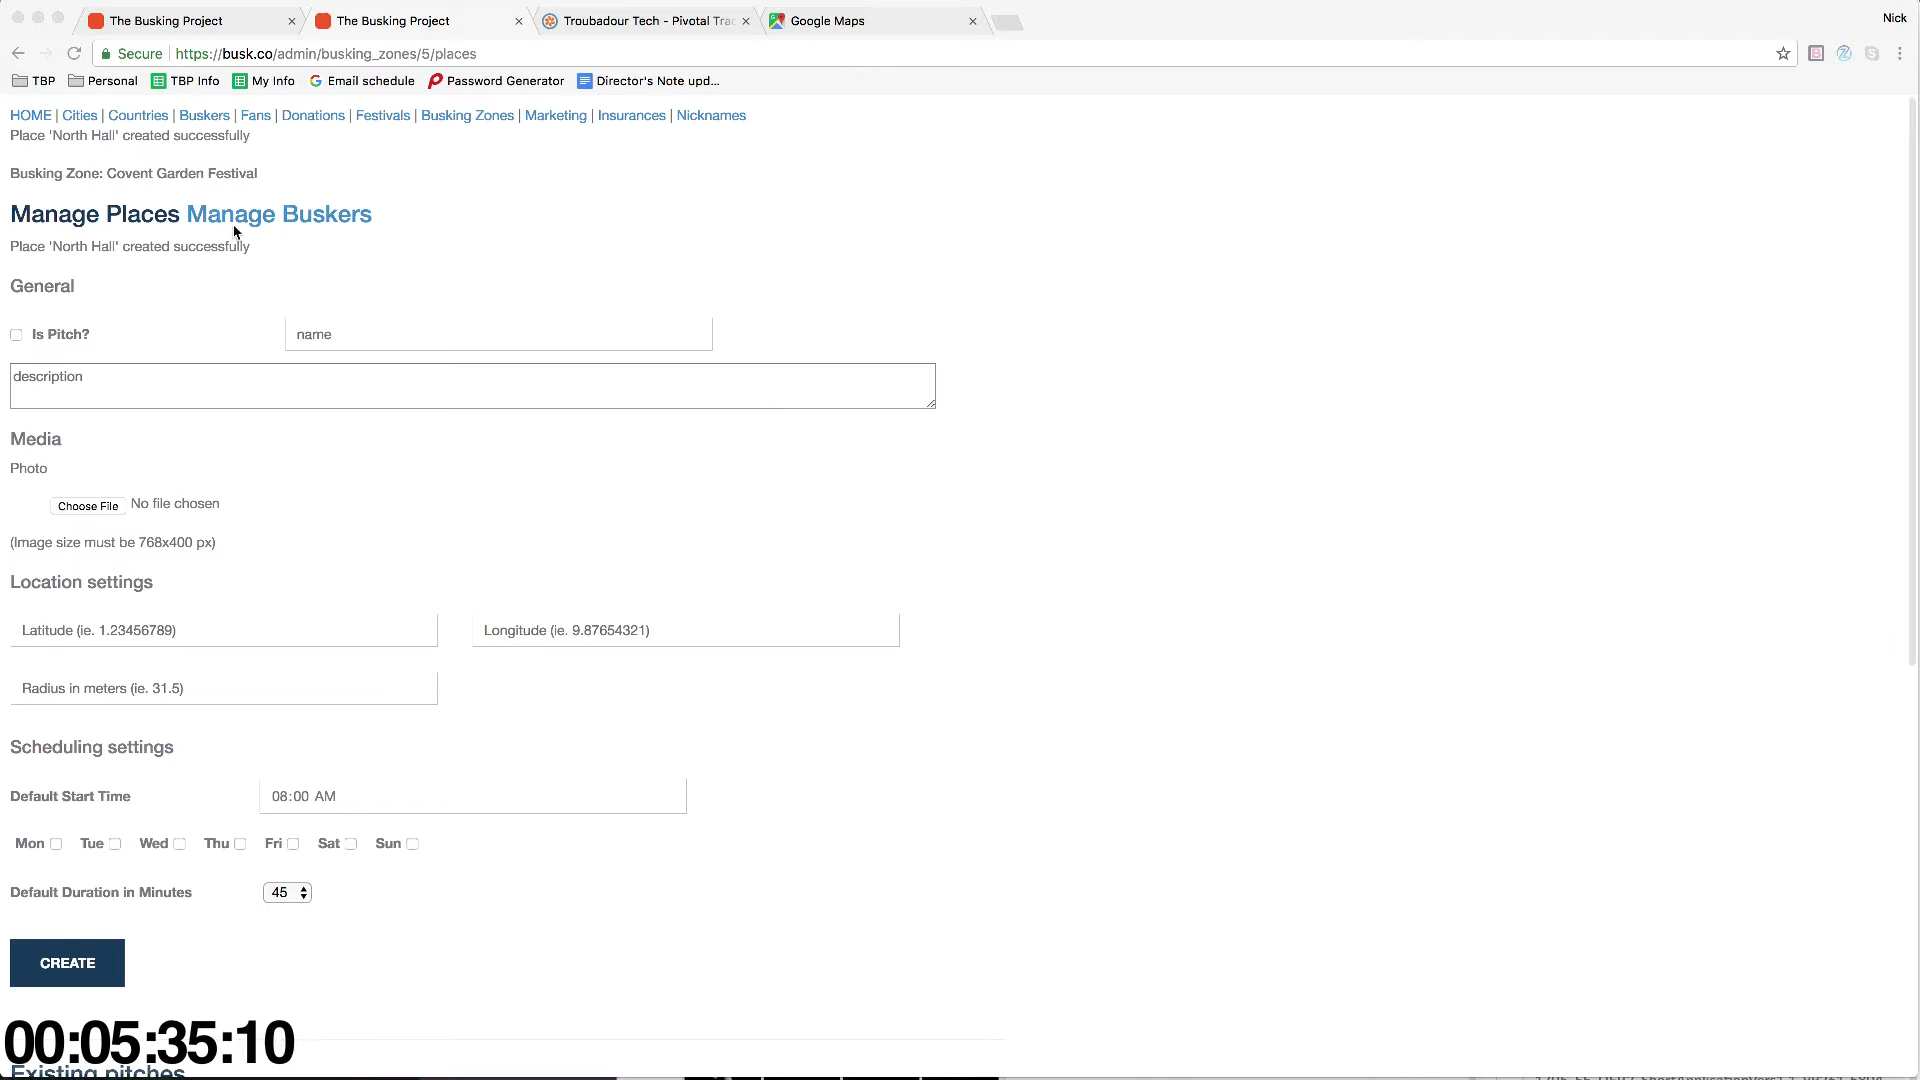 The Busking Project
The Busking Project
Troubadour Tech - Pivotal Trac
Google Maps
Nick
Secure https://busk.co/admin/busking_zones/5/places
TBP
Personal
TBP Info
My Info
Email schedule
Password Generator
Director's Note upd...
HOME | Cities | Countries | Buskers | Fans | Donations | Festivals | Busking Zones | Marketing | Insurances | Nicknames
Place 'North Hall' created successfully
Busking Zone: Covent Garden Festival
Manage Places Manage Buskers
Place 'North Hall' created successfully
General
Is Pitch?
name
description
Media
Photo
Choose File No file chosen
(Image size must be 768x400 px)
Location settings
Latitude (ie. 1.23456789)
Longitude (ie. 9.87654321)
Radius in meters (ie. 31.5)
Scheduling settings
Default Start Time
08:00 AM
Mon Tue Wed Thu Fri Sat Sun
Default Duration in Minutes
45
CREATE
00:05:35:10
Existing pitches